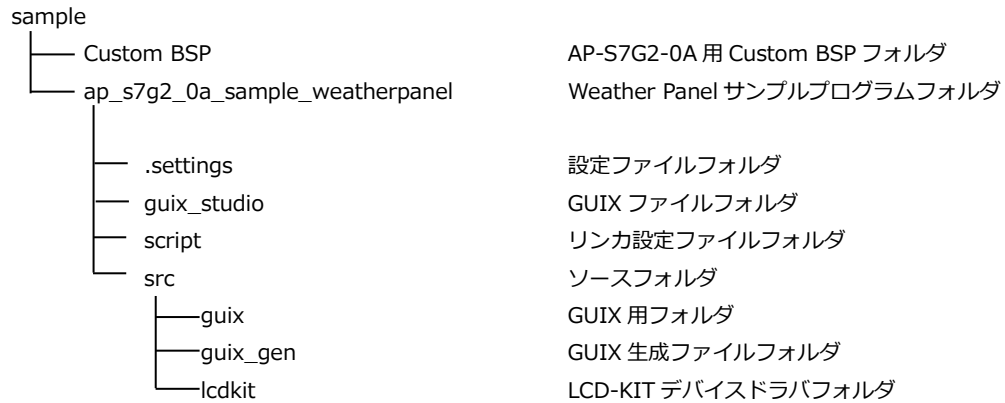 sample
Custom BSP AP-S7G2-0A 用 Custom BSP フォルダ
ap_s7g2_0a_sample_weatherpanel Weather Panel サンプルプログラムフォルダ
.settings 設定ファイルフォルダ
guix_studio GUIX ファイルフォルダ
script リンカ設定ファイルフォルダ
src ソースフォルダ
guix GUIX 用フォルダ
guix_gen GUIX 生成ファイルフォルダ
lcdkit LCD-KIT デバイスドラバフォルダ